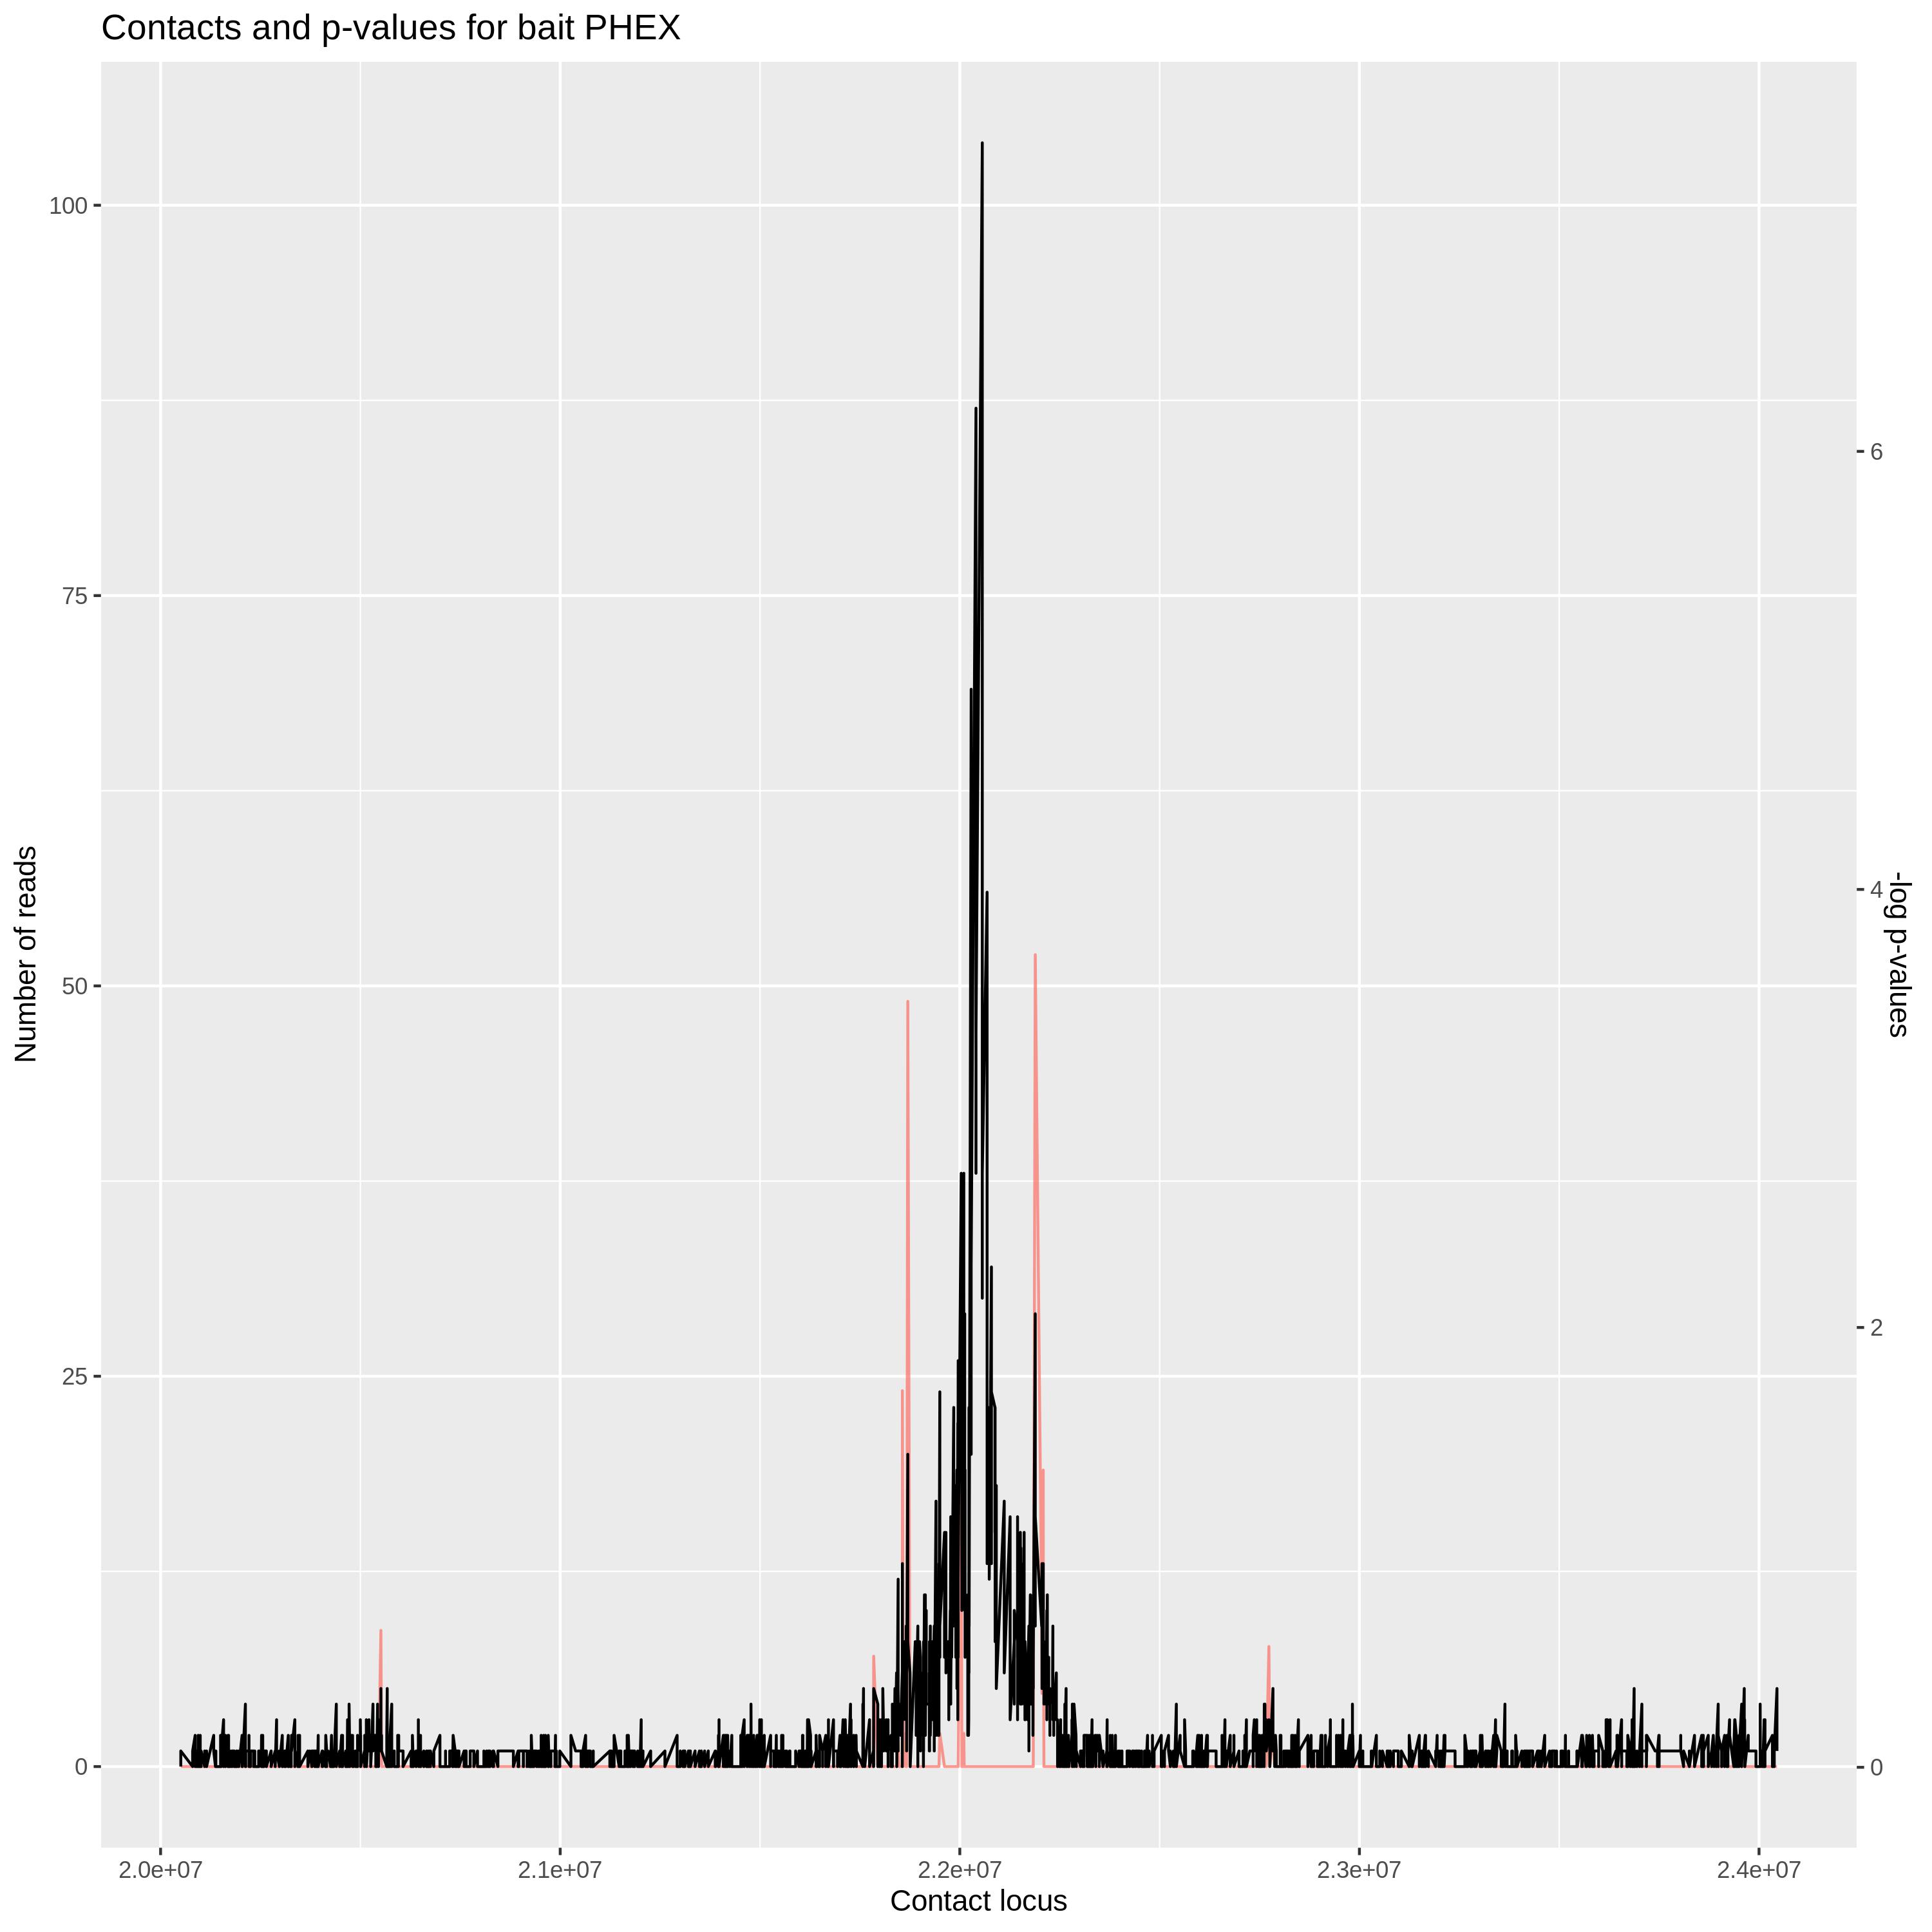 Contacts and p-values for bait PHEX
Number of reads
100
75
50
25
0
6
4
2
0
-log p-values
2.0e+07
2.1e+07
2.2e+07
2.3e+07
2.4e+07
Contact locus